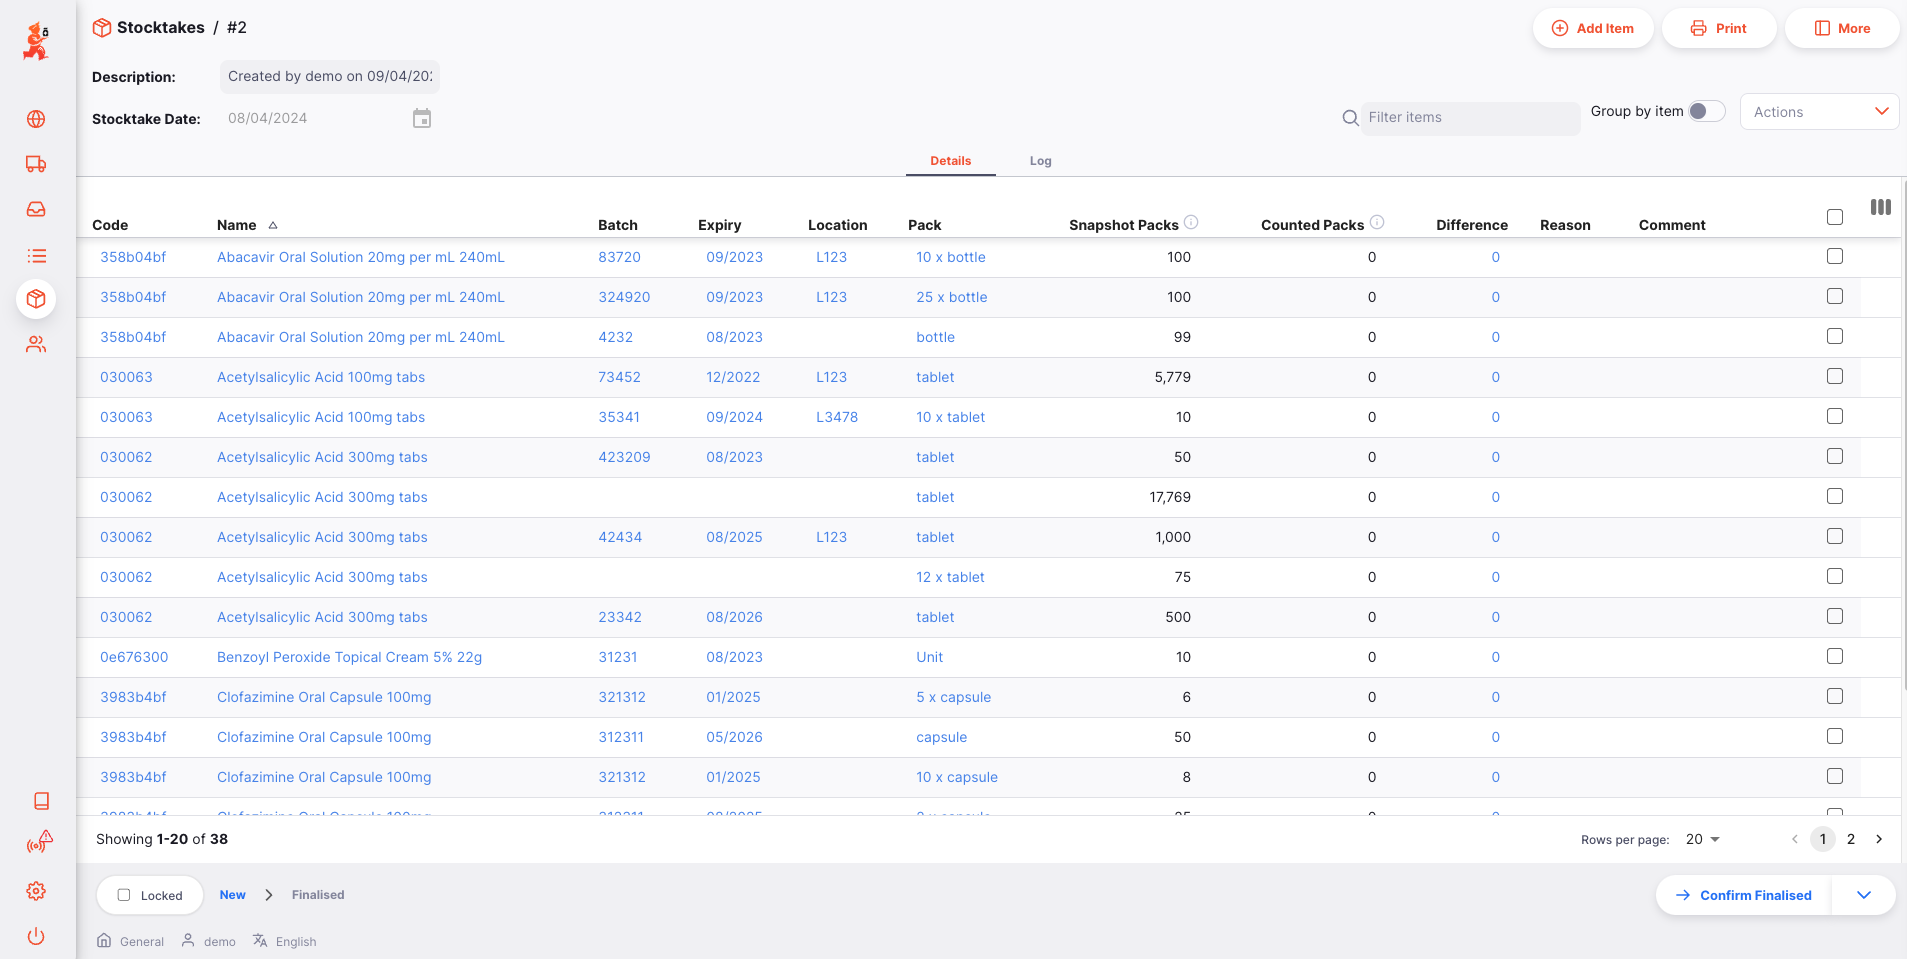 Stocktakes / #2
Add Item
Print
More
Description: Created by demo on 09/04/202
Stocktake Date: 08/04/2024
Filter items
Group by item
Actions
Details Log
Code Name Batch Expiry Location Pack Snapshot Packs Counted Packs Difference Reason Comment
358b04bf Abacavir Oral Solution 20mg per mL 240mL 83720 09/2023 L123 10 x bottle 100 0 0
358b04bf Abacavir Oral Solution 20mg per mL 240mL 324920 09/2023 L123 25 x bottle 100 0 0
358b04bf Abacavir Oral Solution 20mg per mL 240mL 4232 08/2023 bottle 99 0 0
030063 Acetylsalicylic Acid 100mg tabs 73452 12/2022 L123 tablet 5,779 0 0
030063 Acetylsalicylic Acid 100mg tabs 35341 09/2024 L3478 10 x tablet 10 0 0
030062 Acetylsalicylic Acid 300mg tabs 423209 08/2023 tablet 50 0 0
030062 Acetylsalicylic Acid 300mg tabs tablet 17,769 0 0
030062 Acetylsalicylic Acid 300mg tabs 42434 08/2025 L123 tablet 1,000 0 0
030062 Acetylsalicylic Acid 300mg tabs 12 x tablet 75 0 0
030062 Acetylsalicylic Acid 300mg tabs 23342 08/2026 tablet 500 0 0
0e676300 Benzoyl Peroxide Topical Cream 5% 22g 31231 08/2023 Unit 10 0 0
3983b4bf Clofazimine Oral Capsule 100mg 321312 01/2025 5 x capsule 6 0 0
3983b4bf Clofazimine Oral Capsule 100mg 312311 05/2026 capsule 50 0 0
3983b4bf Clofazimine Oral Capsule 100mg 321312 01/2025 10 x capsule 8 0 0
3983b4bf Clofazimine Oral Capsule 100mg
Showing 1-20 of 38
Rows per page: 20
1 2
Locked New Finalised
Confirm Finalised
General demo English